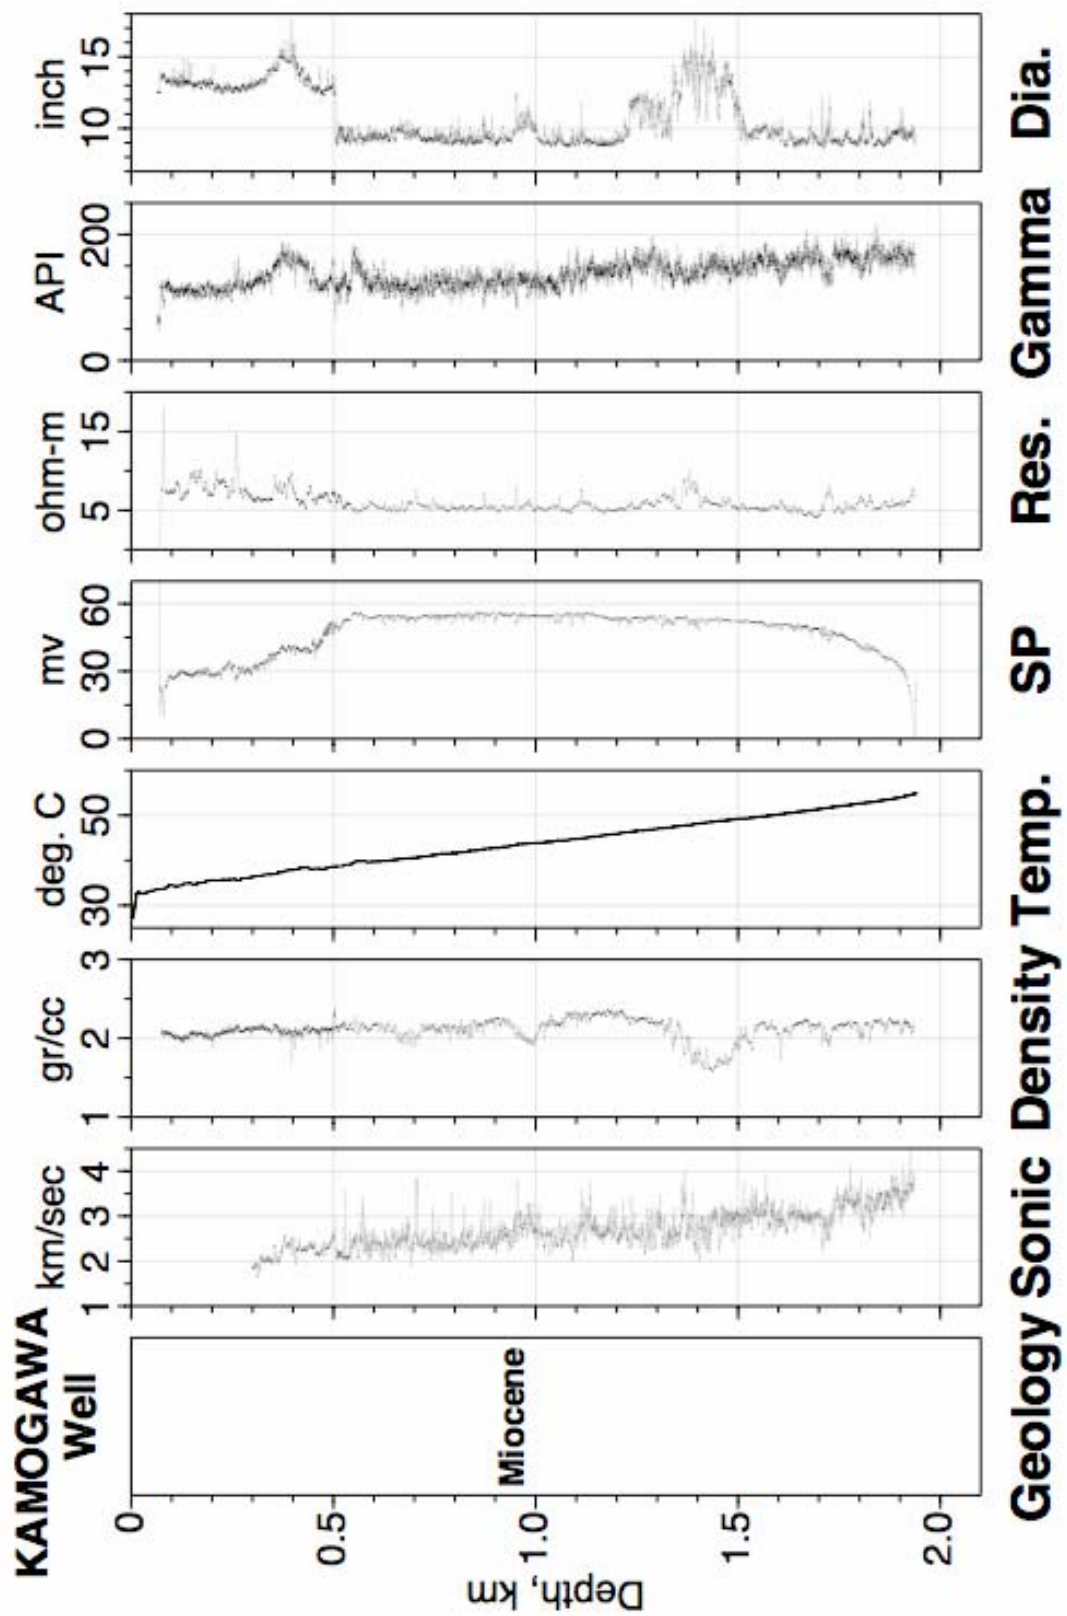 KAMOGAWA
Well
km/sec
gr/cc
deg. C
mv
ohm-m
API
inch
1 2 3 4
1 2 3
30 50
0 30 60
5 15
0 200
10 15
0
0.5
1.0
1.5
2.0
Depth, km
Miocene
Geology Sonic Density Temp. SP Res. Gamma Dia.